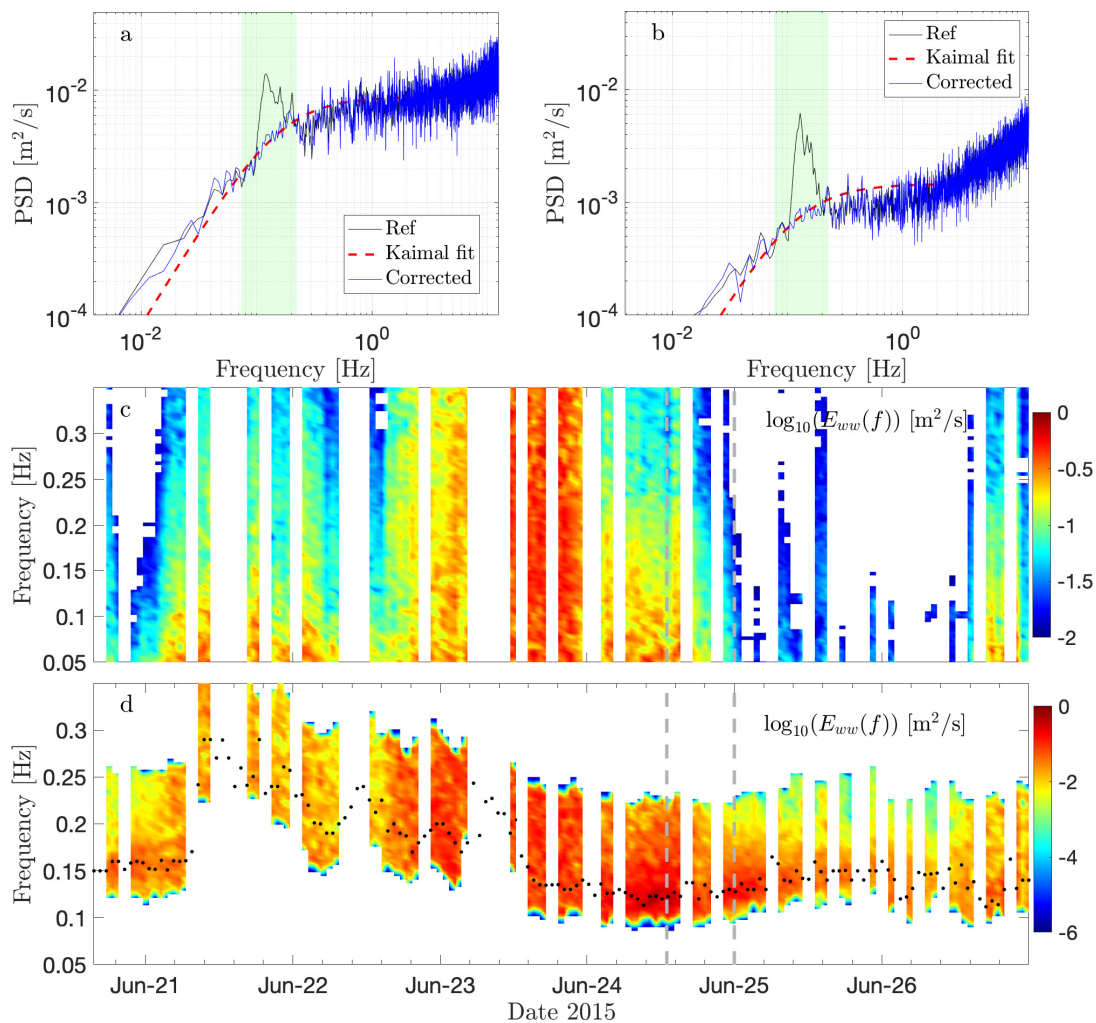 a
Ref
Kaimal fit
Corrected
PSD [m²/s]
10⁻²
10⁻³
10⁻⁴
10⁻² 10⁰
Frequency [Hz]
b
Ref
Kaimal fit
Corrected
PSD [m²/s]
10⁻²
10⁻³
10⁻⁴
10⁻² 10⁰
Frequency [Hz]
c
log₁₀(E_ww(f)) [m²/s]
Frequency [Hz]
0.3
0.25
0.2
0.15
0.1
0.05
0
-0.5
-1
-1.5
-2
d
log₁₀(E_ww(f)) [m²/s]
Frequency [Hz]
0.3
0.25
0.2
0.15
0.1
0.05
0
-2
-4
-6
Jun-21 Jun-22 Jun-23 Jun-24 Jun-25 Jun-26
Date 2015